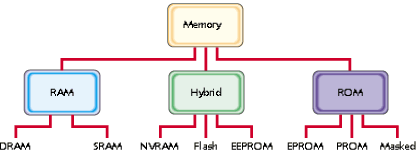 Memory
RAM Hybrid ROM
DRAM SRAM NVRAM Flash EEPROM EPROM PROM Masked